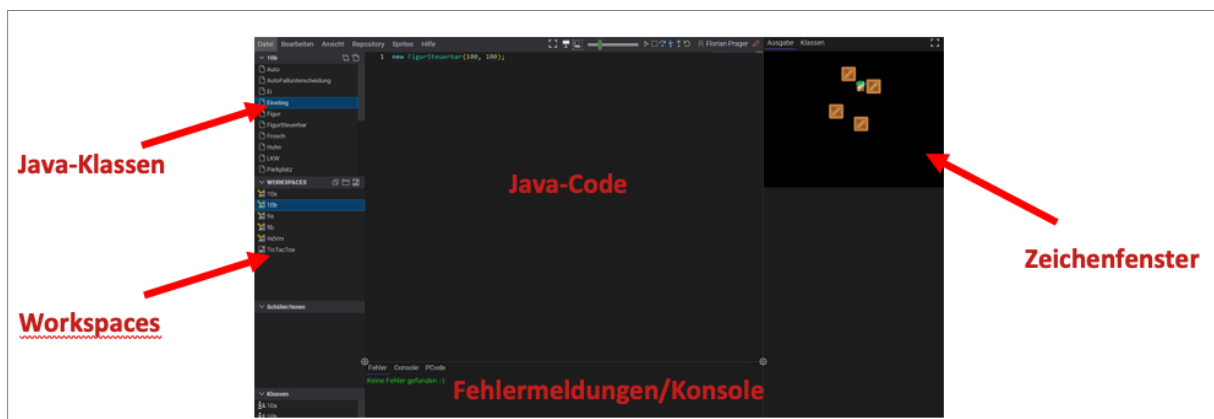 Datei Bearbeiten Ansicht Repository Sprites Hilfe
Florian Prager
Ausgabe Klassen
10b
1 new FigurSteuerbar(100, 100);
Auto
AutoFallunterscheidung
Ei
Einstieg
Figur
FigurSteuerbar
Frosch
Huhn
LKW
Parkplatz
Java-Klassen
Java-Code
WORKSPACES
10a
10b
9a
9b
HdVm
TicTacToe
Zeichenfenster
Workspaces
Schüler/innen
Fehler Console PCode
Keine Fehler gefunden :-)
Fehlermeldungen/Konsole
Klassen
10a
10b